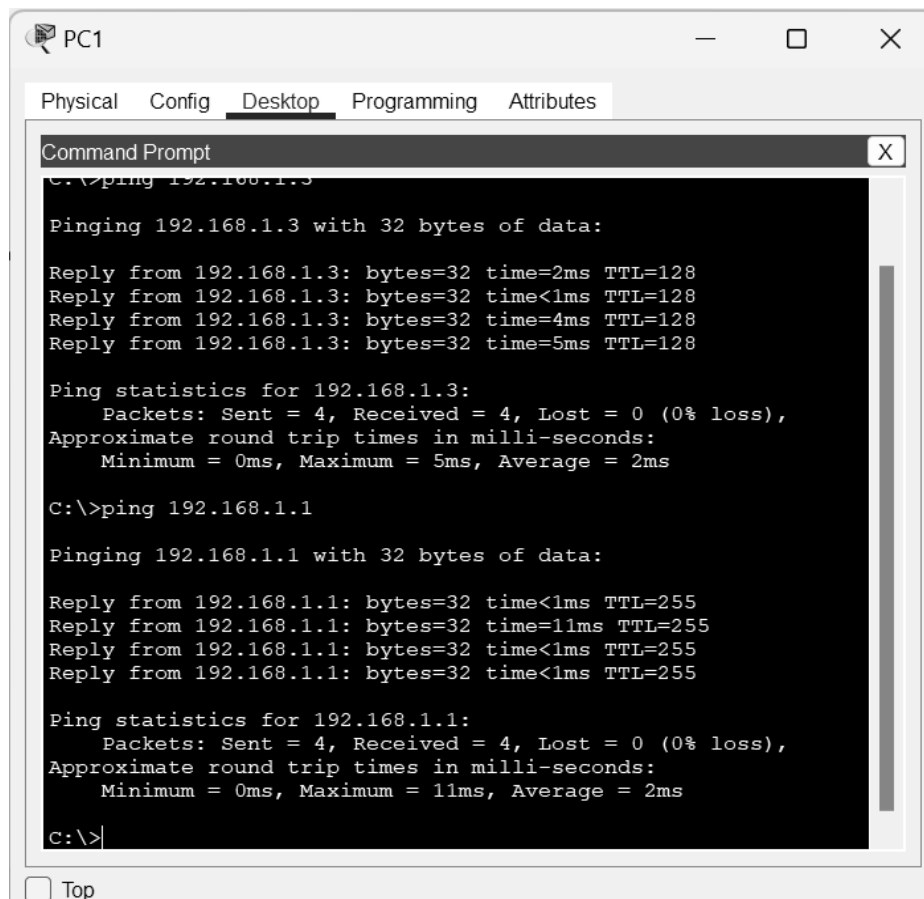 PC1
Physical Config Desktop Programming Attributes
Command Prompt
X
C:\>ping 192.168.1.3
Pinging 192.168.1.3 with 32 bytes of data:
Reply from 192.168.1.3: bytes=32 time=2ms TTL=128
Reply from 192.168.1.3: bytes=32 time<1ms TTL=128
Reply from 192.168.1.3: bytes=32 time=4ms TTL=128
Reply from 192.168.1.3: bytes=32 time=5ms TTL=128
Ping statistics for 192.168.1.3:
Packets: Sent = 4, Received = 4, Lost = 0 (0% loss),
Approximate round trip times in milli-seconds:
Minimum = 0ms, Maximum = 5ms, Average = 2ms
C:\>ping 192.168.1.1
Pinging 192.168.1.1 with 32 bytes of data:
Reply from 192.168.1.1: bytes=32 time<1ms TTL=255
Reply from 192.168.1.1: bytes=32 time=11ms TTL=255
Reply from 192.168.1.1: bytes=32 time<1ms TTL=255
Reply from 192.168.1.1: bytes=32 time<1ms TTL=255
Ping statistics for 192.168.1.1:
Packets: Sent = 4, Received = 4, Lost = 0 (0% loss),
Approximate round trip times in milli-seconds:
Minimum = 0ms, Maximum = 11ms, Average = 2ms
C:\>
Top